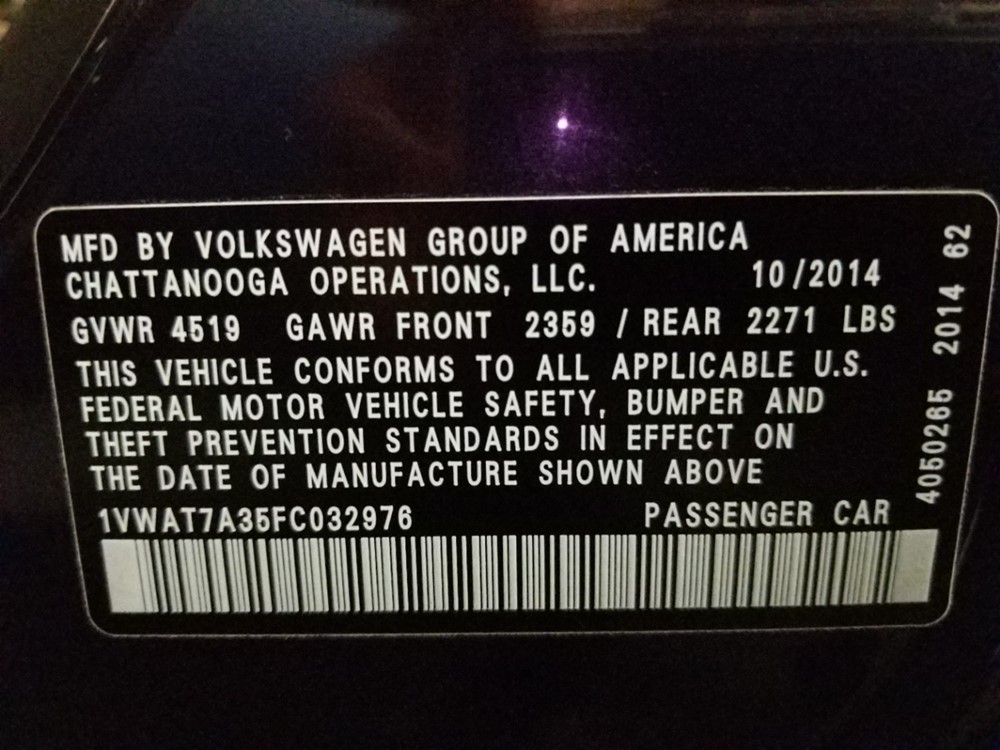 MFD BY VOLKSWAGEN GROUP OF AMERICA
CHATTANOOGA OPERATIONS, LLC. 10/2014
GVWR 4519 GAWR FRONT 2359 / REAR 2271 LBS
THIS VEHICLE CONFORMS TO ALL APPLICABLE U.S.
FEDERAL MOTOR VEHICLE SAFETY, BUMPER AND
THEFT PREVENTION STANDARDS IN EFFECT ON
THE DATE OF MANUFACTURE SHOWN ABOVE
1VWAT7A35FC032976 PASSENGER CAR
4050265 2014 62